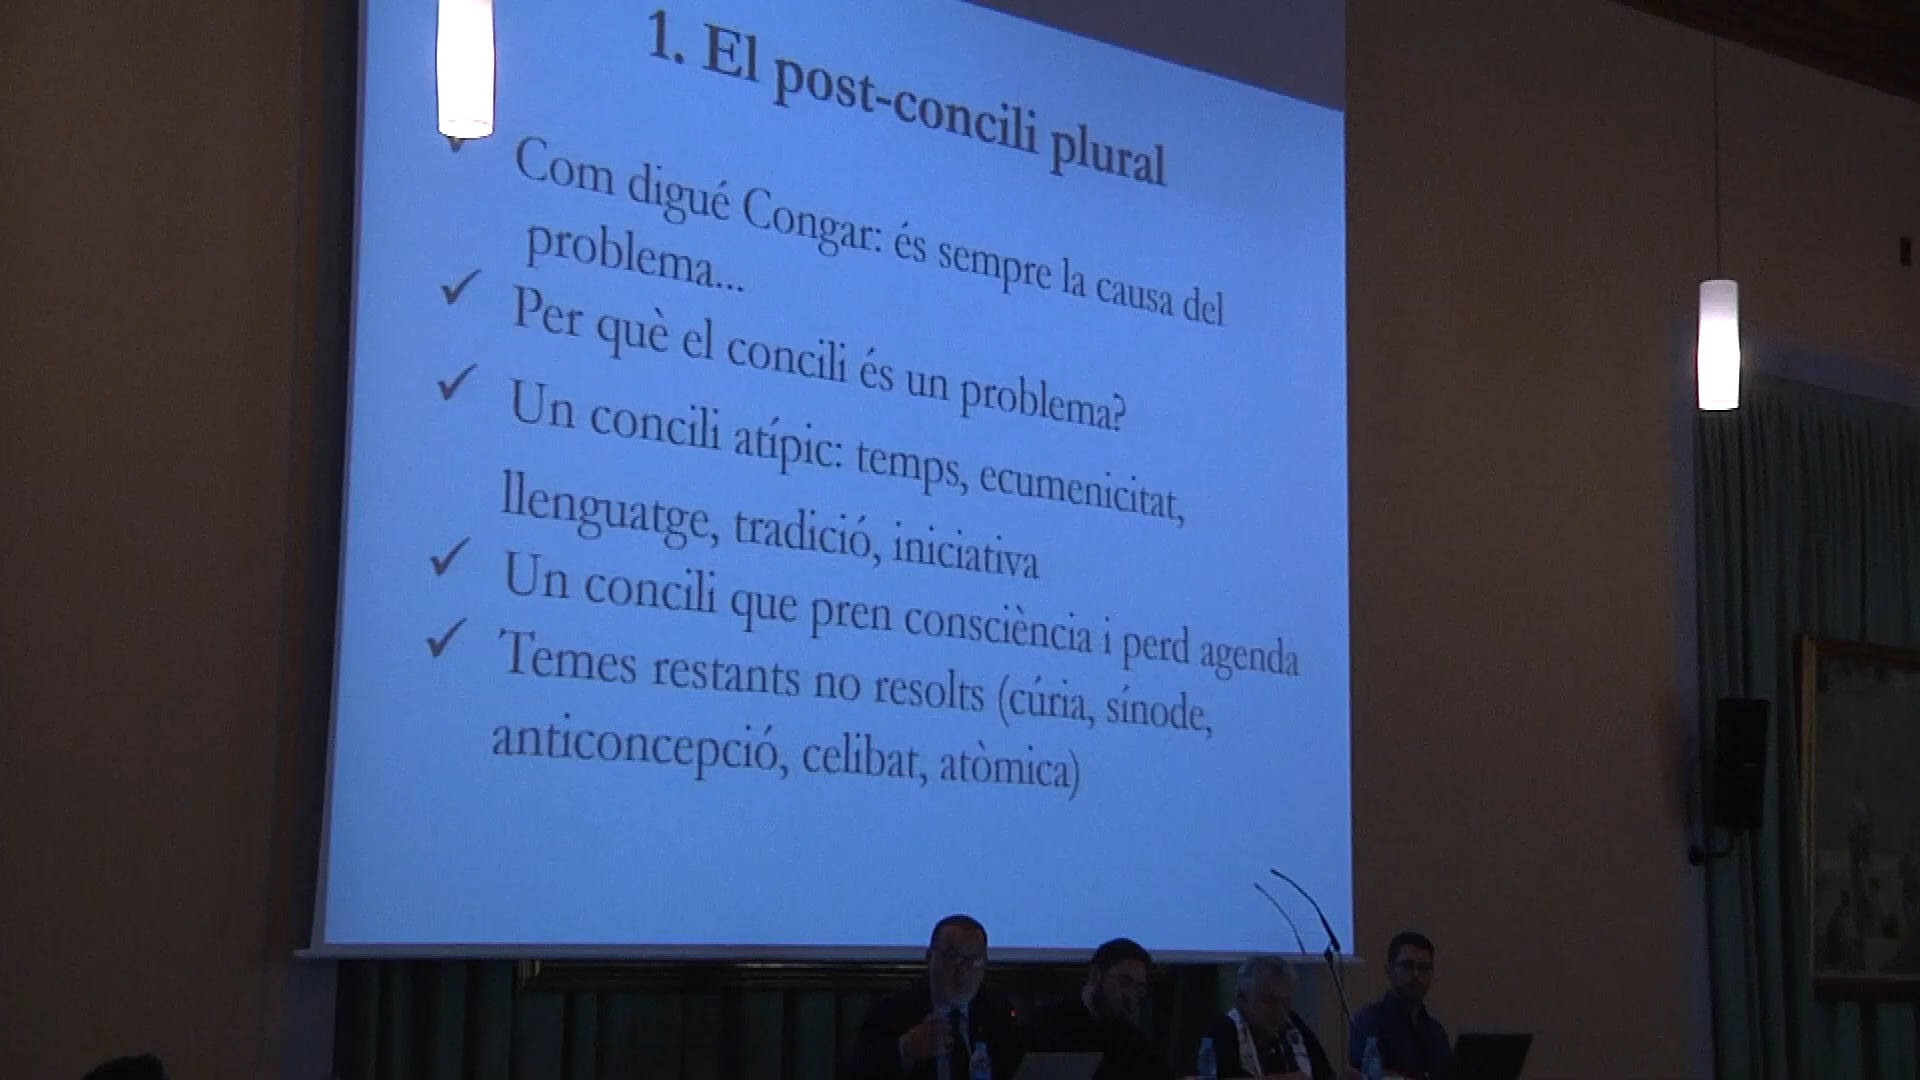 1. El post-concili plural
Com digué Congar: és sempre la causa del
problema...
Per què el concili és un problema?
Un concili atípic: temps, ecumenicitat,
llenguatge, tradició, iniciativa
Un concili que pren consciència i perd agenda
Temes restants no resolts (cúria, sínode,
anticoncepció, celibat, atòmica)